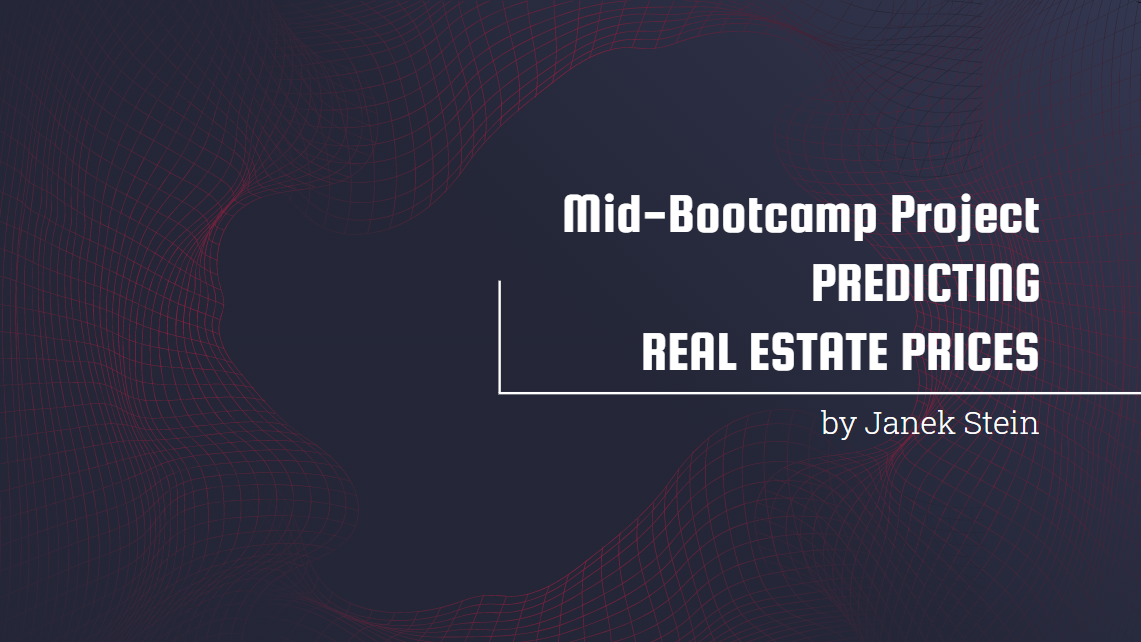 Mid-Bootcamp Project
PREDICTING
REAL ESTATE PRICES
by Janek Stein